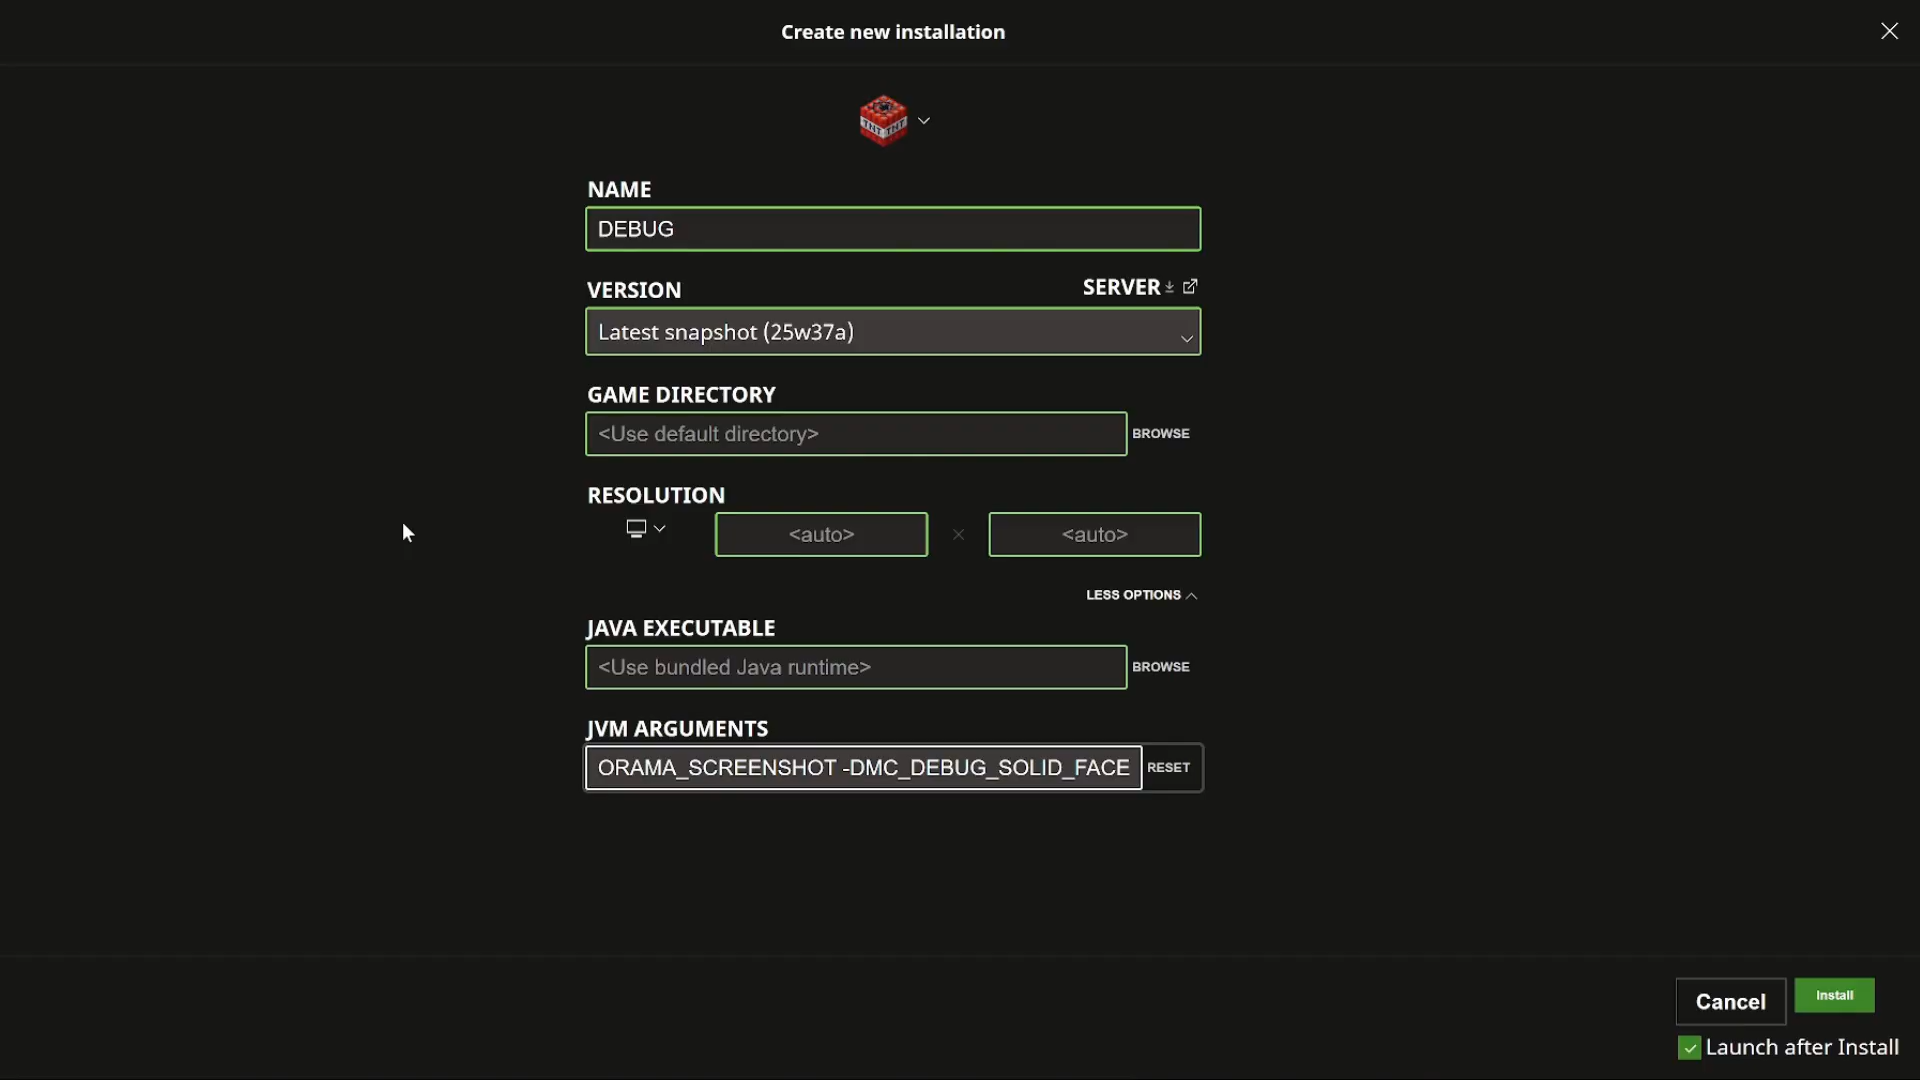 Create new installation
TNT TNT
NAME
DEBUG
VERSION
SERVER
Latest snapshot (25w37a)
GAME DIRECTORY
<Use default directory>
BROWSE
RESOLUTION
<auto>
<auto>
LESS OPTIONS
JAVA EXECUTABLE
<Use bundled Java runtime>
BROWSE
JVM ARGUMENTS
ORAMA_SCREENSHOT -DMC_DEBUG_SOLID_FACE
RESET
Cancel
Install
Launch after Install